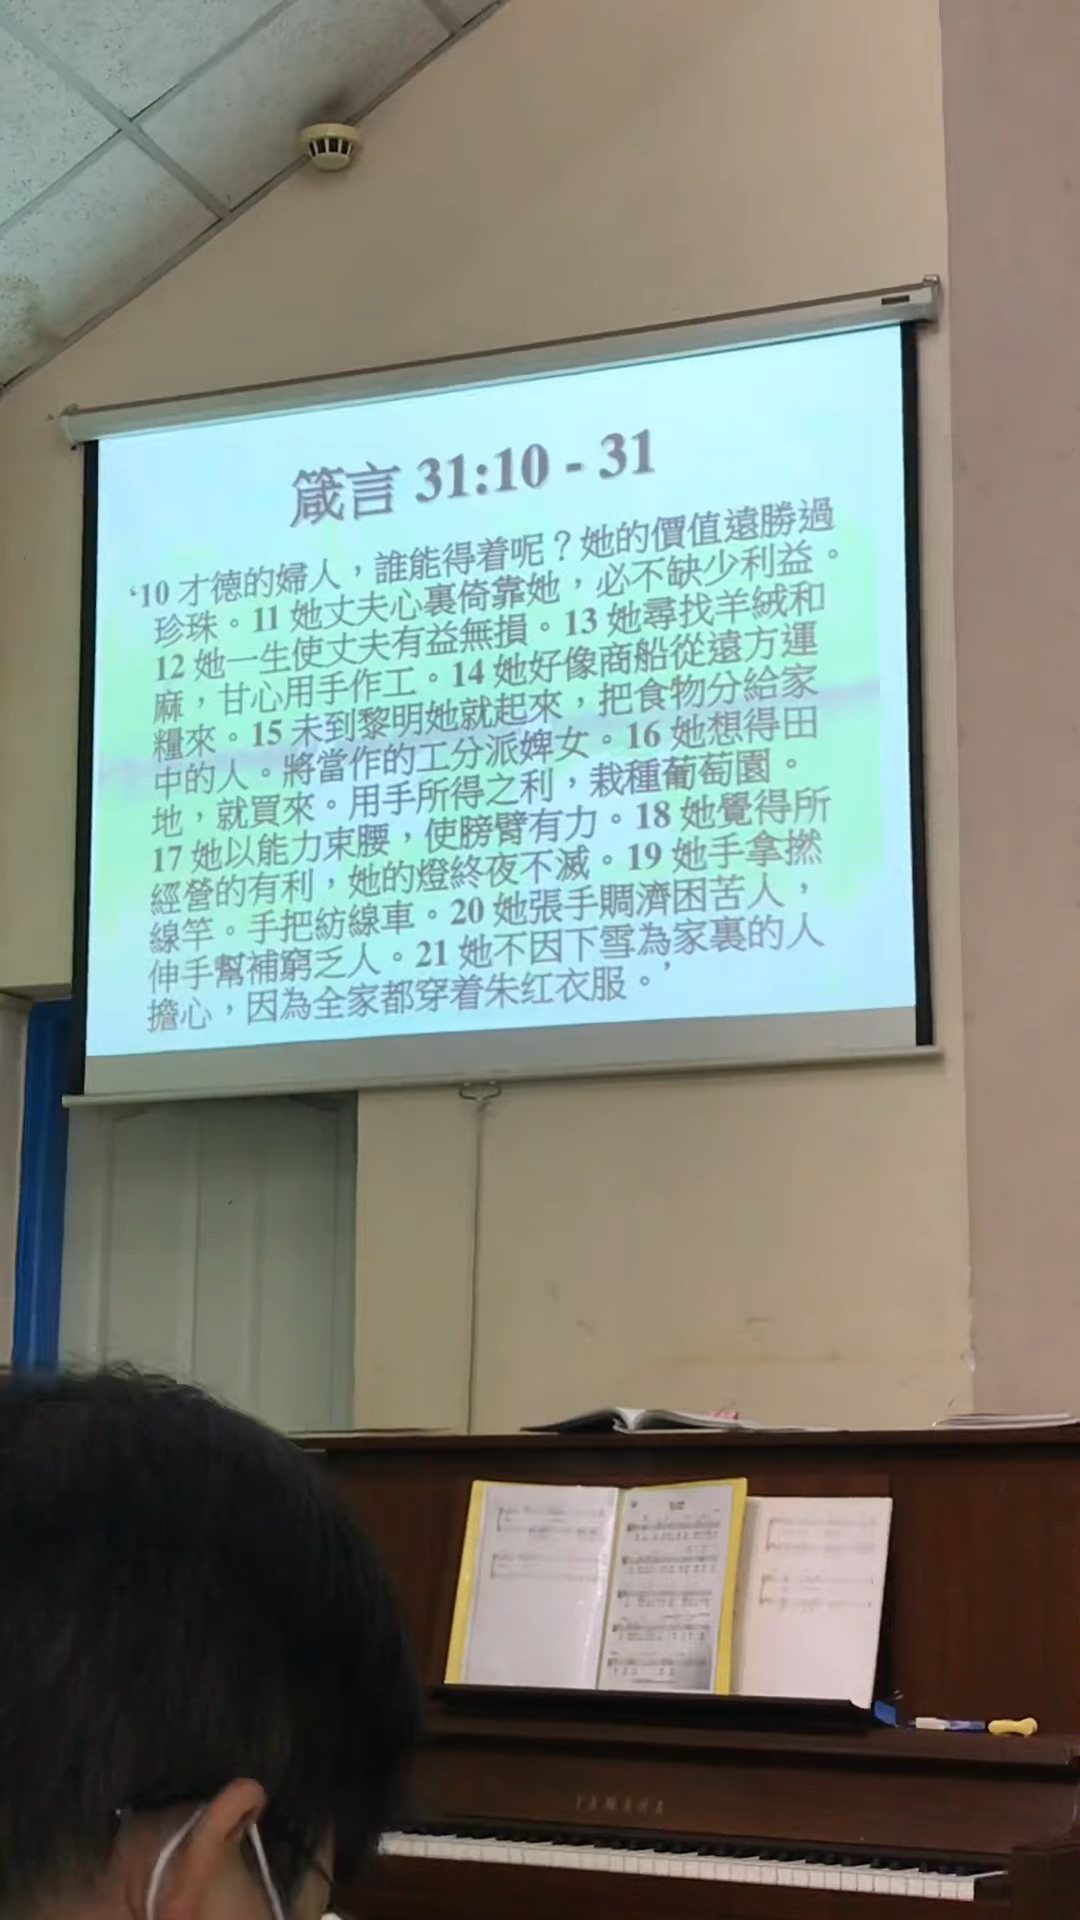 箴言 31:10 - 31
‘10 才德的婦人，誰能得着呢？她的價值遠勝過
珍珠。11 她丈夫心裏倚靠她，必不缺少利益。
12 她一生使丈夫有益無損。13 她尋找羊絨和
麻，甘心用手作工。14 她好像商船從遠方運
糧來。15 未到黎明她就起來，把食物分給家
中的人。將當作的工分派婢女。16 她想得田
地，就買來。用手所得之利，栽種葡萄園。
17 她以能力束腰，使膀臂有力。18 她覺得所
經營的有利，她的燈終夜不滅。19 她手拿撚
線竿。手把紡線車。20 她張手賙濟困苦人，
伸手幫補窮乏人。21 她不因下雪為家裏的人
擔心，因為全家都穿着朱红衣服。’
YAMAHA